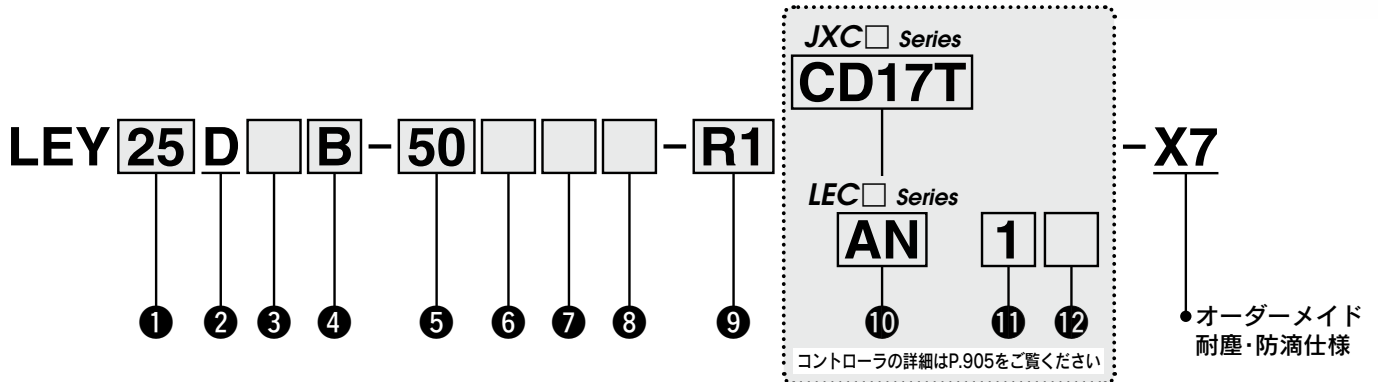 JXC□ Series
CD17T
LEY 25 D □ B - 50 □ □ □ - R1 - X7
LEC□ Series
AN 1 □
❶ ❷ ❸ ❹ ❺ ❻ ❼ ❽ ❾ ❿ ⓫ ⓬
コントローラの詳細はP.905をご覧ください
●オーダーメイド
耐塵･防滴仕様